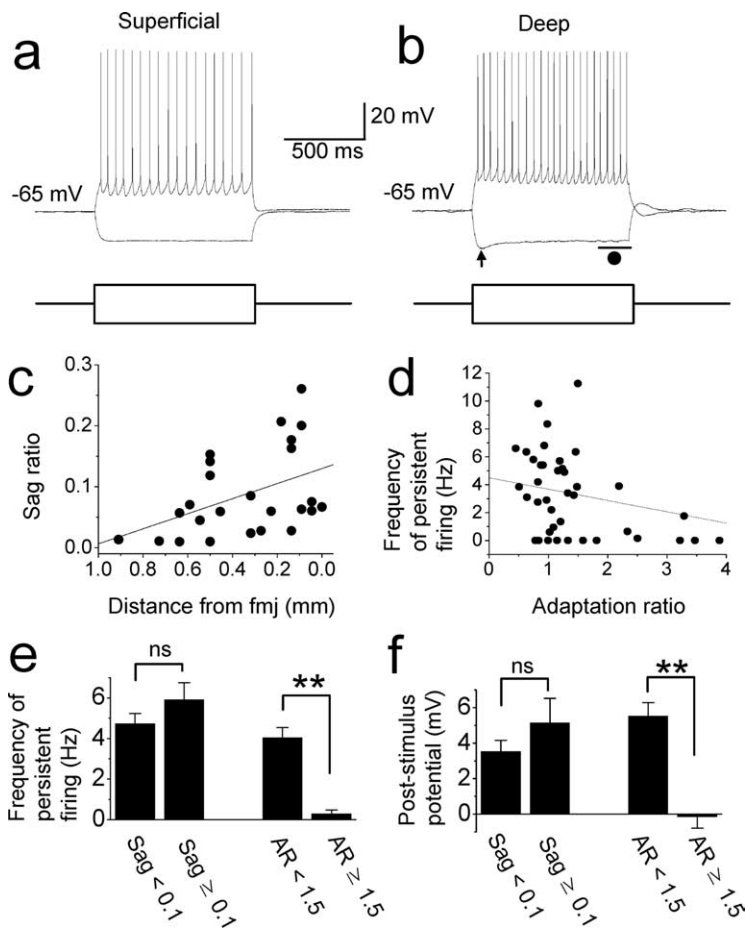 Superficial
Deep
a
b
20 mV
500 ms
-65 mV
-65 mV
c
0.3
0.2
0.1
0.0
Sag ratio
1.0 0.8 0.6 0.4 0.2 0.0
Distance from fmj (mm)
d
12
10
8
6
4
2
0
Frequency
of persistent
firing (Hz)
0 1 2 3 4
Adaptation ratio
e
ns
**
6
4
2
0
Frequency of
persistent
firing (Hz)
Sag < 0.1
Sag ≥ 0.1
AR < 1.5
AR ≥ 1.5
f
ns
**
6
4
2
0
Post-stimulus
potential (mV)
Sag < 0.1
Sag ≥ 0.1
AR < 1.5
AR ≥ 1.5